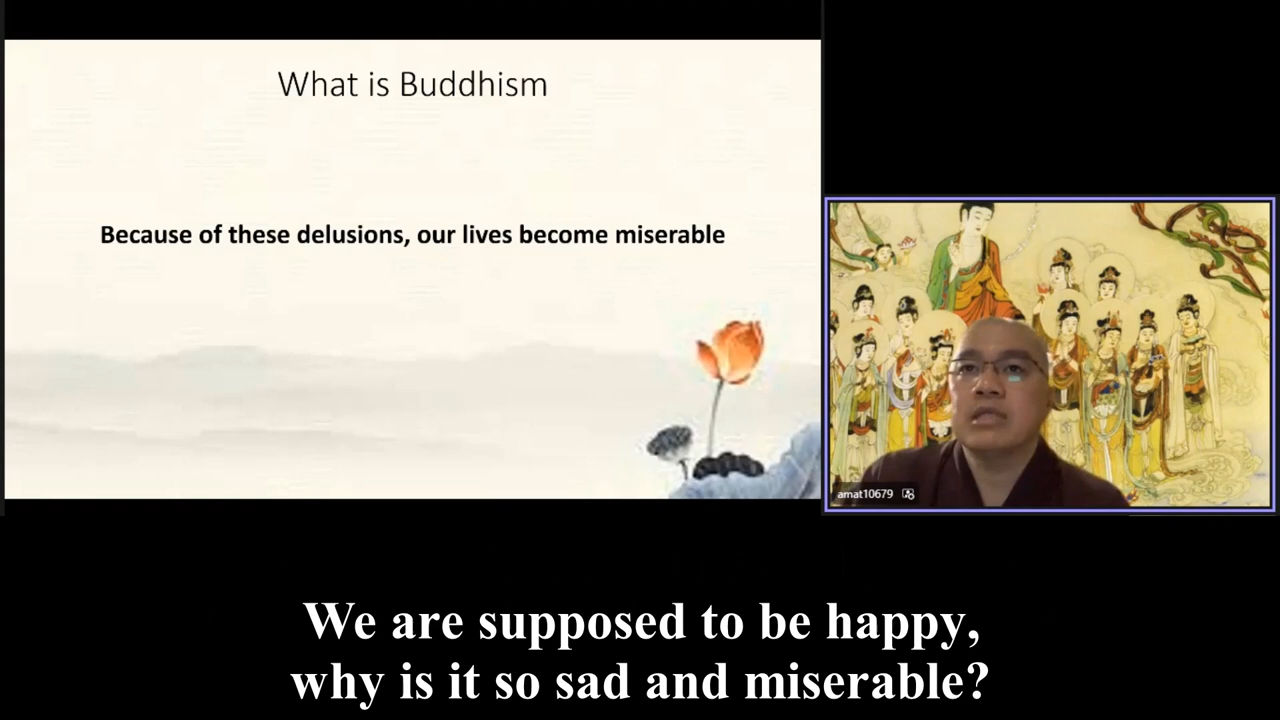 What is Buddhism
Because of these delusions, our lives become miserable
amat10679
We are supposed to be happy,
why is it so sad and miserable?